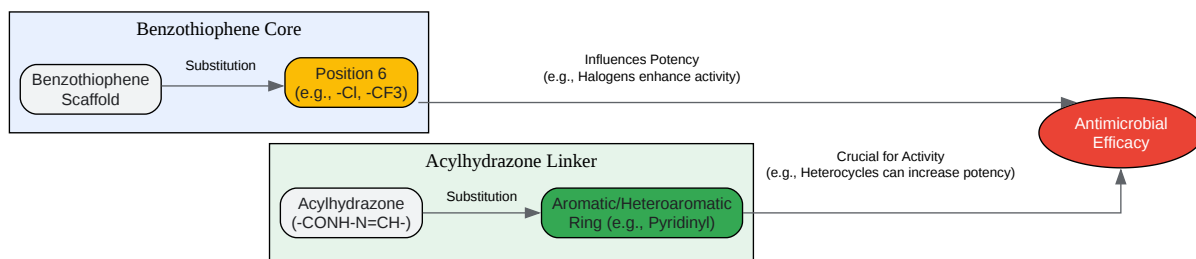 Benzothiophene Core
Benzothiophene
Scaffold
Substitution
Position 6
(e.g., -Cl, -CF3)
Influences Potency
(e.g., Halogens enhance activity)
Antimicrobial
Efficacy
Acylhydrazone Linker
Acylhydrazone
(-CONH-N=CH-)
Substitution
Aromatic/Heteroaromatic
Ring (e.g., Pyridinyl)
Crucial for Activity
(e.g., Heterocycles can increase potency)